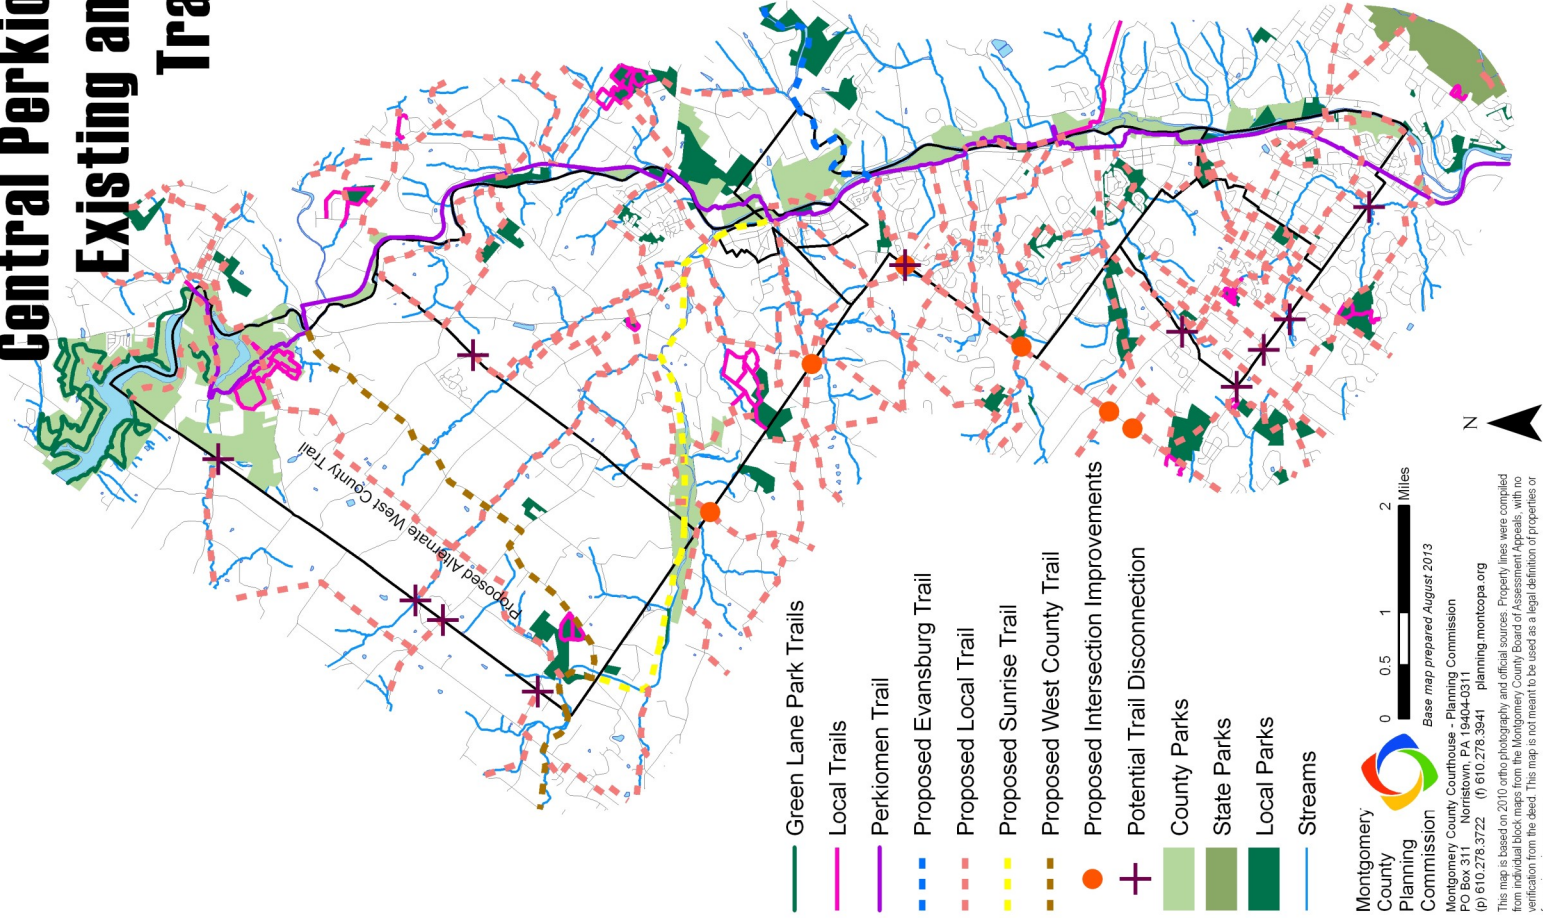 Central Perkio
Existing an
Tra
Proposed Alternate West County Trail
Green Lane Park Trails
Local Trails
Perkiomen Trail
Proposed Evansburg Trail
Proposed Local Trail
Proposed Sunrise Trail
Proposed West County Trail
Proposed Intersection Improvements
Potential Trail Disconnection
County Parks
State Parks
Local Parks
Streams
N
0 0.5 1 2
Miles
Base map prepared August 2013
Montgomery
County
Planning
Commission
Montgomery County Courthouse - Planning Commission
PO Box 311 Norristown, PA 19404-0311
(p) 610.278.3722 (f) 610.278.3941 planning.montcopa.org
This map is based on 2010 ortho photography and official sources. Property lines were compiled
from individual block maps from the Montgomery County Board of Assessment Appeals, with no
verification from the deed. This map is not meant to be used as a legal definition of properties or